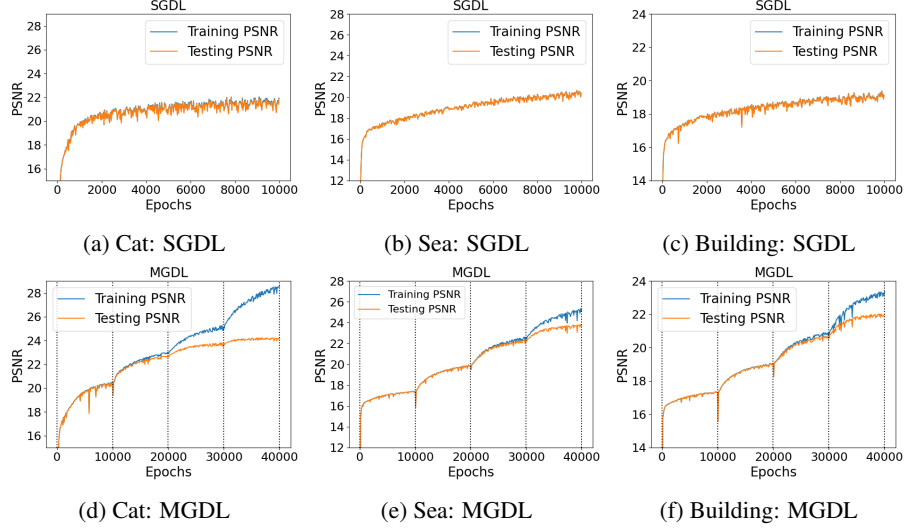 SGDL
PSNR
28
26
24
22
20
18
16
Training PSNR
Testing PSNR
0 2000 4000 6000 8000 10000
Epochs
(a) Cat: SGDL
SGDL
PSNR
28
26
24
22
20
18
16
14
12
Training PSNR
Testing PSNR
0 2000 4000 6000 8000 10000
Epochs
(b) Sea: SGDL
SGDL
PSNR
24
22
20
18
16
14
Training PSNR
Testing PSNR
0 2000 4000 6000 8000 10000
Epochs
(c) Building: SGDL
MGDL
PSNR
28
26
24
22
20
18
16
Training PSNR
Testing PSNR
0 10000 20000 30000 40000
Epochs
(d) Cat: MGDL
MGDL
PSNR
28
26
24
22
20
18
16
14
12
Training PSNR
Testing PSNR
0 10000 20000 30000 40000
Epochs
(e) Sea: MGDL
MGDL
PSNR
24
22
20
18
16
14
Training PSNR
Testing PSNR
0 10000 20000 30000 40000
Epochs
(f) Building: MGDL